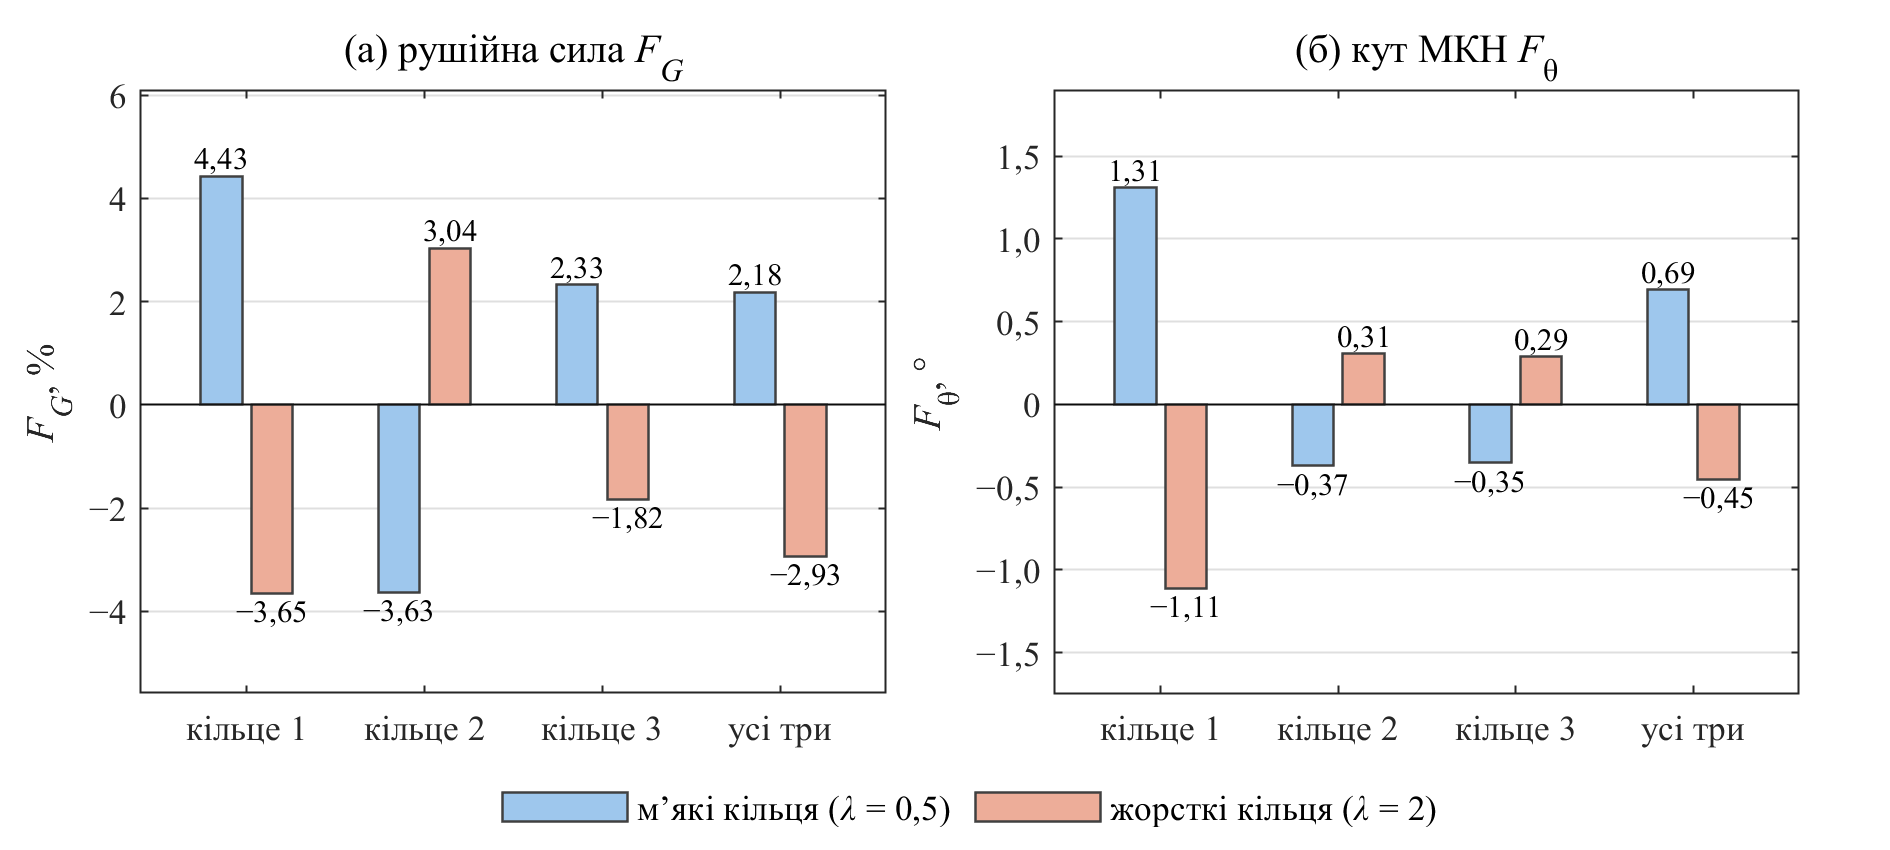 (а) рушійна сила F_G
6
4
2
0
−2
−4
F_G, %
4,43
−3,65
−3,63
3,04
2,33
−1,82
2,18
−2,93
кільце 1
кільце 2
кільце 3
усі три
(б) кут МКН F_θ
1,5
1,0
0,5
0
−0,5
−1,0
−1,5
F_θ, °
1,31
−1,11
−0,37
0,31
−0,35
0,29
0,69
−0,45
кільце 1
кільце 2
кільце 3
усі три
м’які кільця (λ = 0,5)
жорсткі кільця (λ = 2)